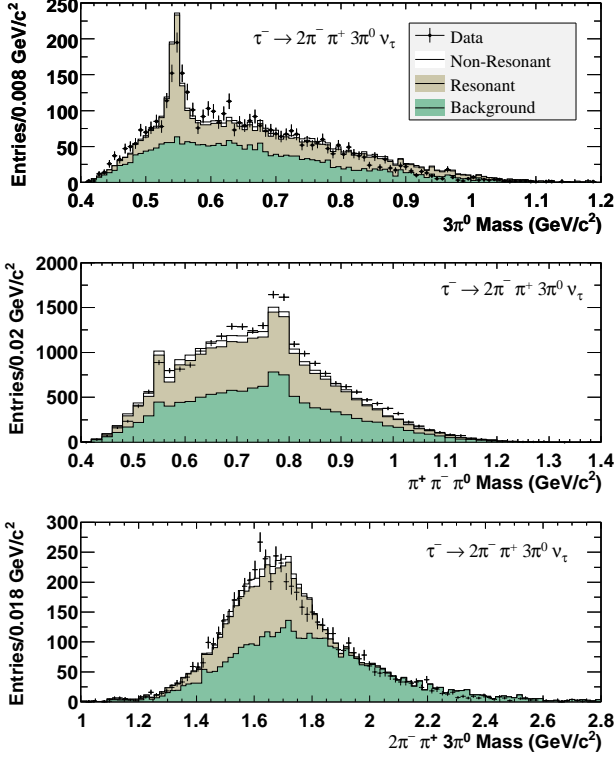 250
200
150
100
50
0
Entries/0.008 GeV/c²
τ⁻ → 2π⁻ π⁺ 3π⁰ ν_τ
Data
Non-Resonant
Resonant
Background
0.4 0.5 0.6 0.7 0.8 0.9 1 1.1 1.2
3π⁰ Mass (GeV/c²)
2000
1500
1000
500
0
Entries/0.02 GeV/c²
τ⁻ → 2π⁻ π⁺ 3π⁰ ν_τ
0.4 0.5 0.6 0.7 0.8 0.9 1 1.1 1.2 1.3 1.4
π⁺ π⁻ π⁰ Mass (GeV/c²)
300
250
200
150
100
50
0
Entries/0.018 GeV/c²
τ⁻ → 2π⁻ π⁺ 3π⁰ ν_τ
1 1.2 1.4 1.6 1.8 2 2.2 2.4 2.6 2.8
2π⁻ π⁺ 3π⁰ Mass (GeV/c²)